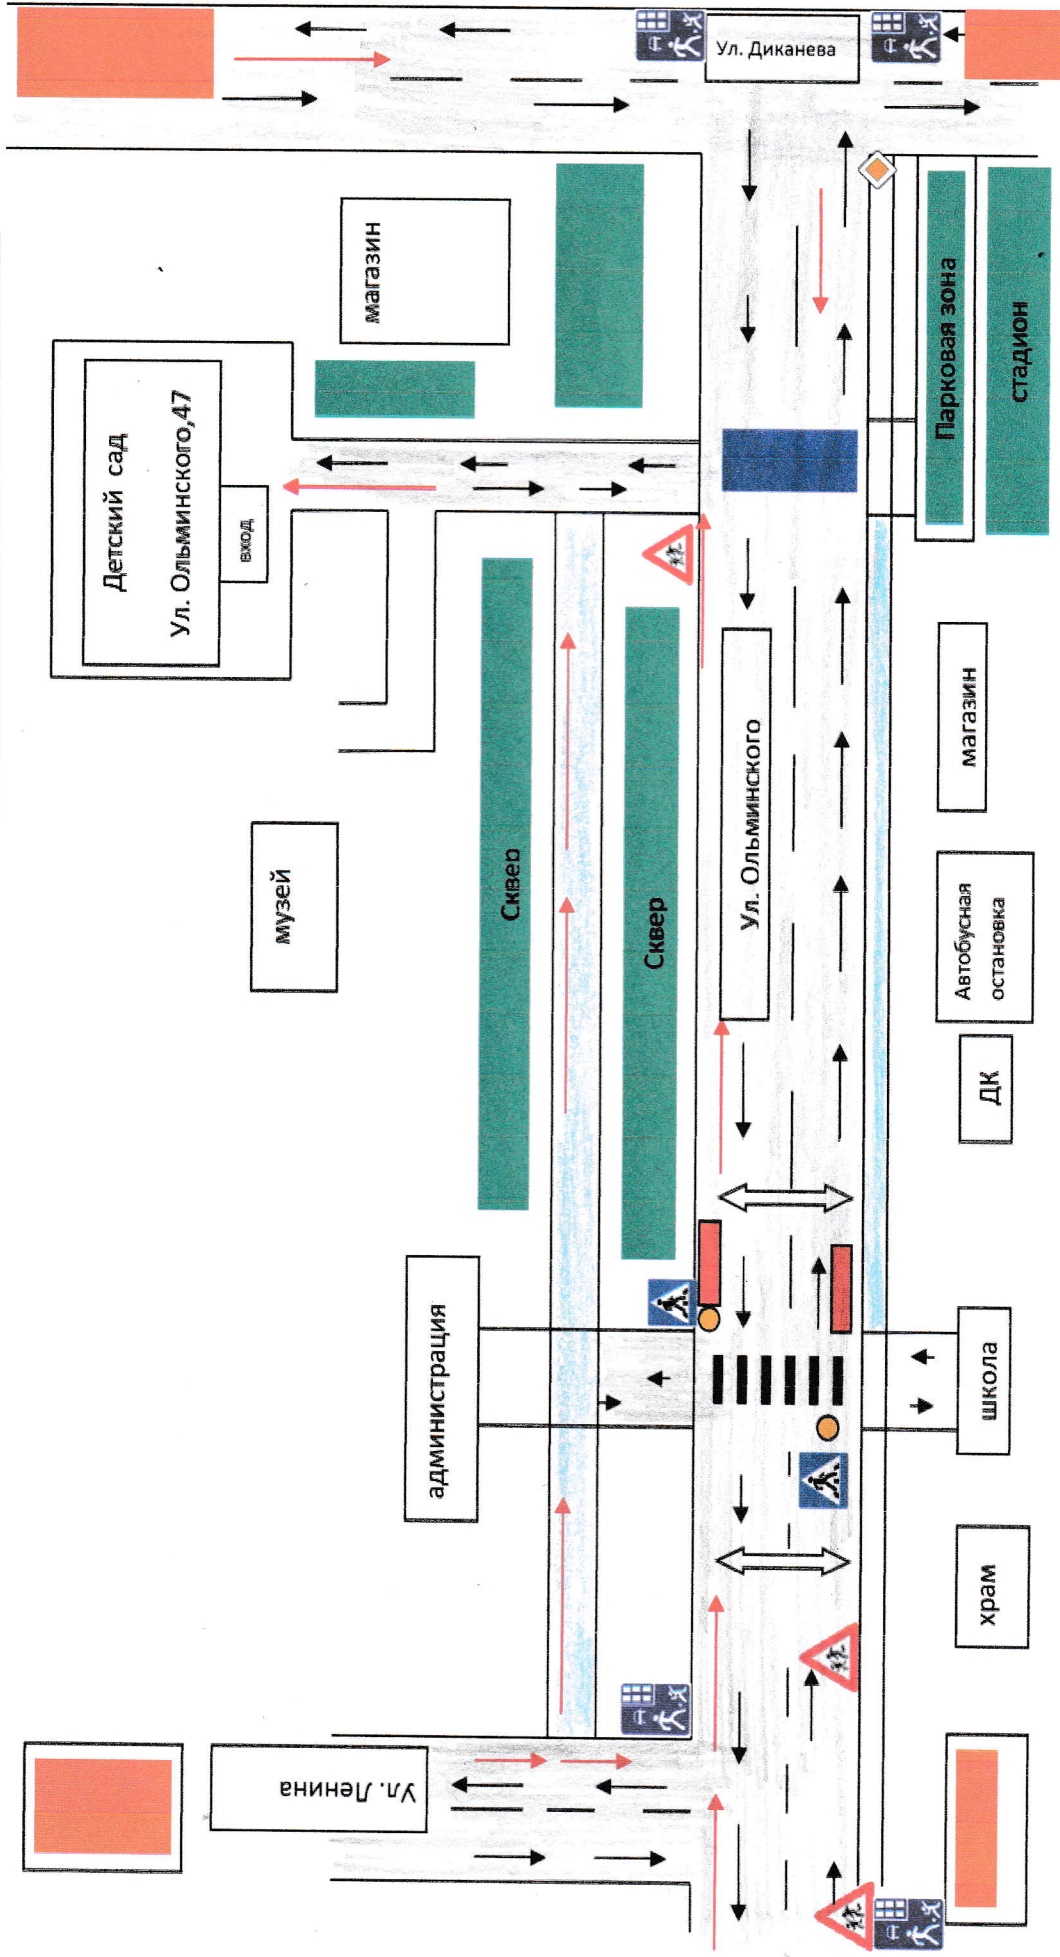 Ул. Диканева
магазин
Детский сад
Ул. Ольминского,47
вход
Парковая зона
стадион
магазин
музей
Сквер
Сквер
Ул. Ольминского
Автобусная
остановка
ДК
администрация
школа
храм
Ул. Ленина